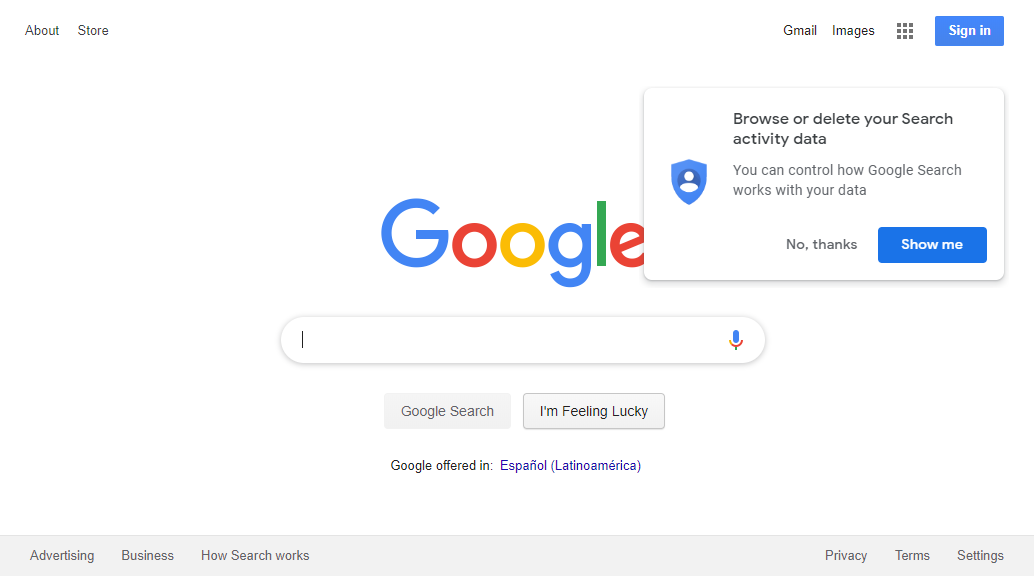 About Store
Gmail Images
Sign in
Browse or delete your Search
activity data
You can control how Google Search
works with your data
No, thanks
Show me
Google
Google Search
I'm Feeling Lucky
Google offered in: Español (Latinoamérica)
Advertising Business How Search works
Privacy Terms Settings